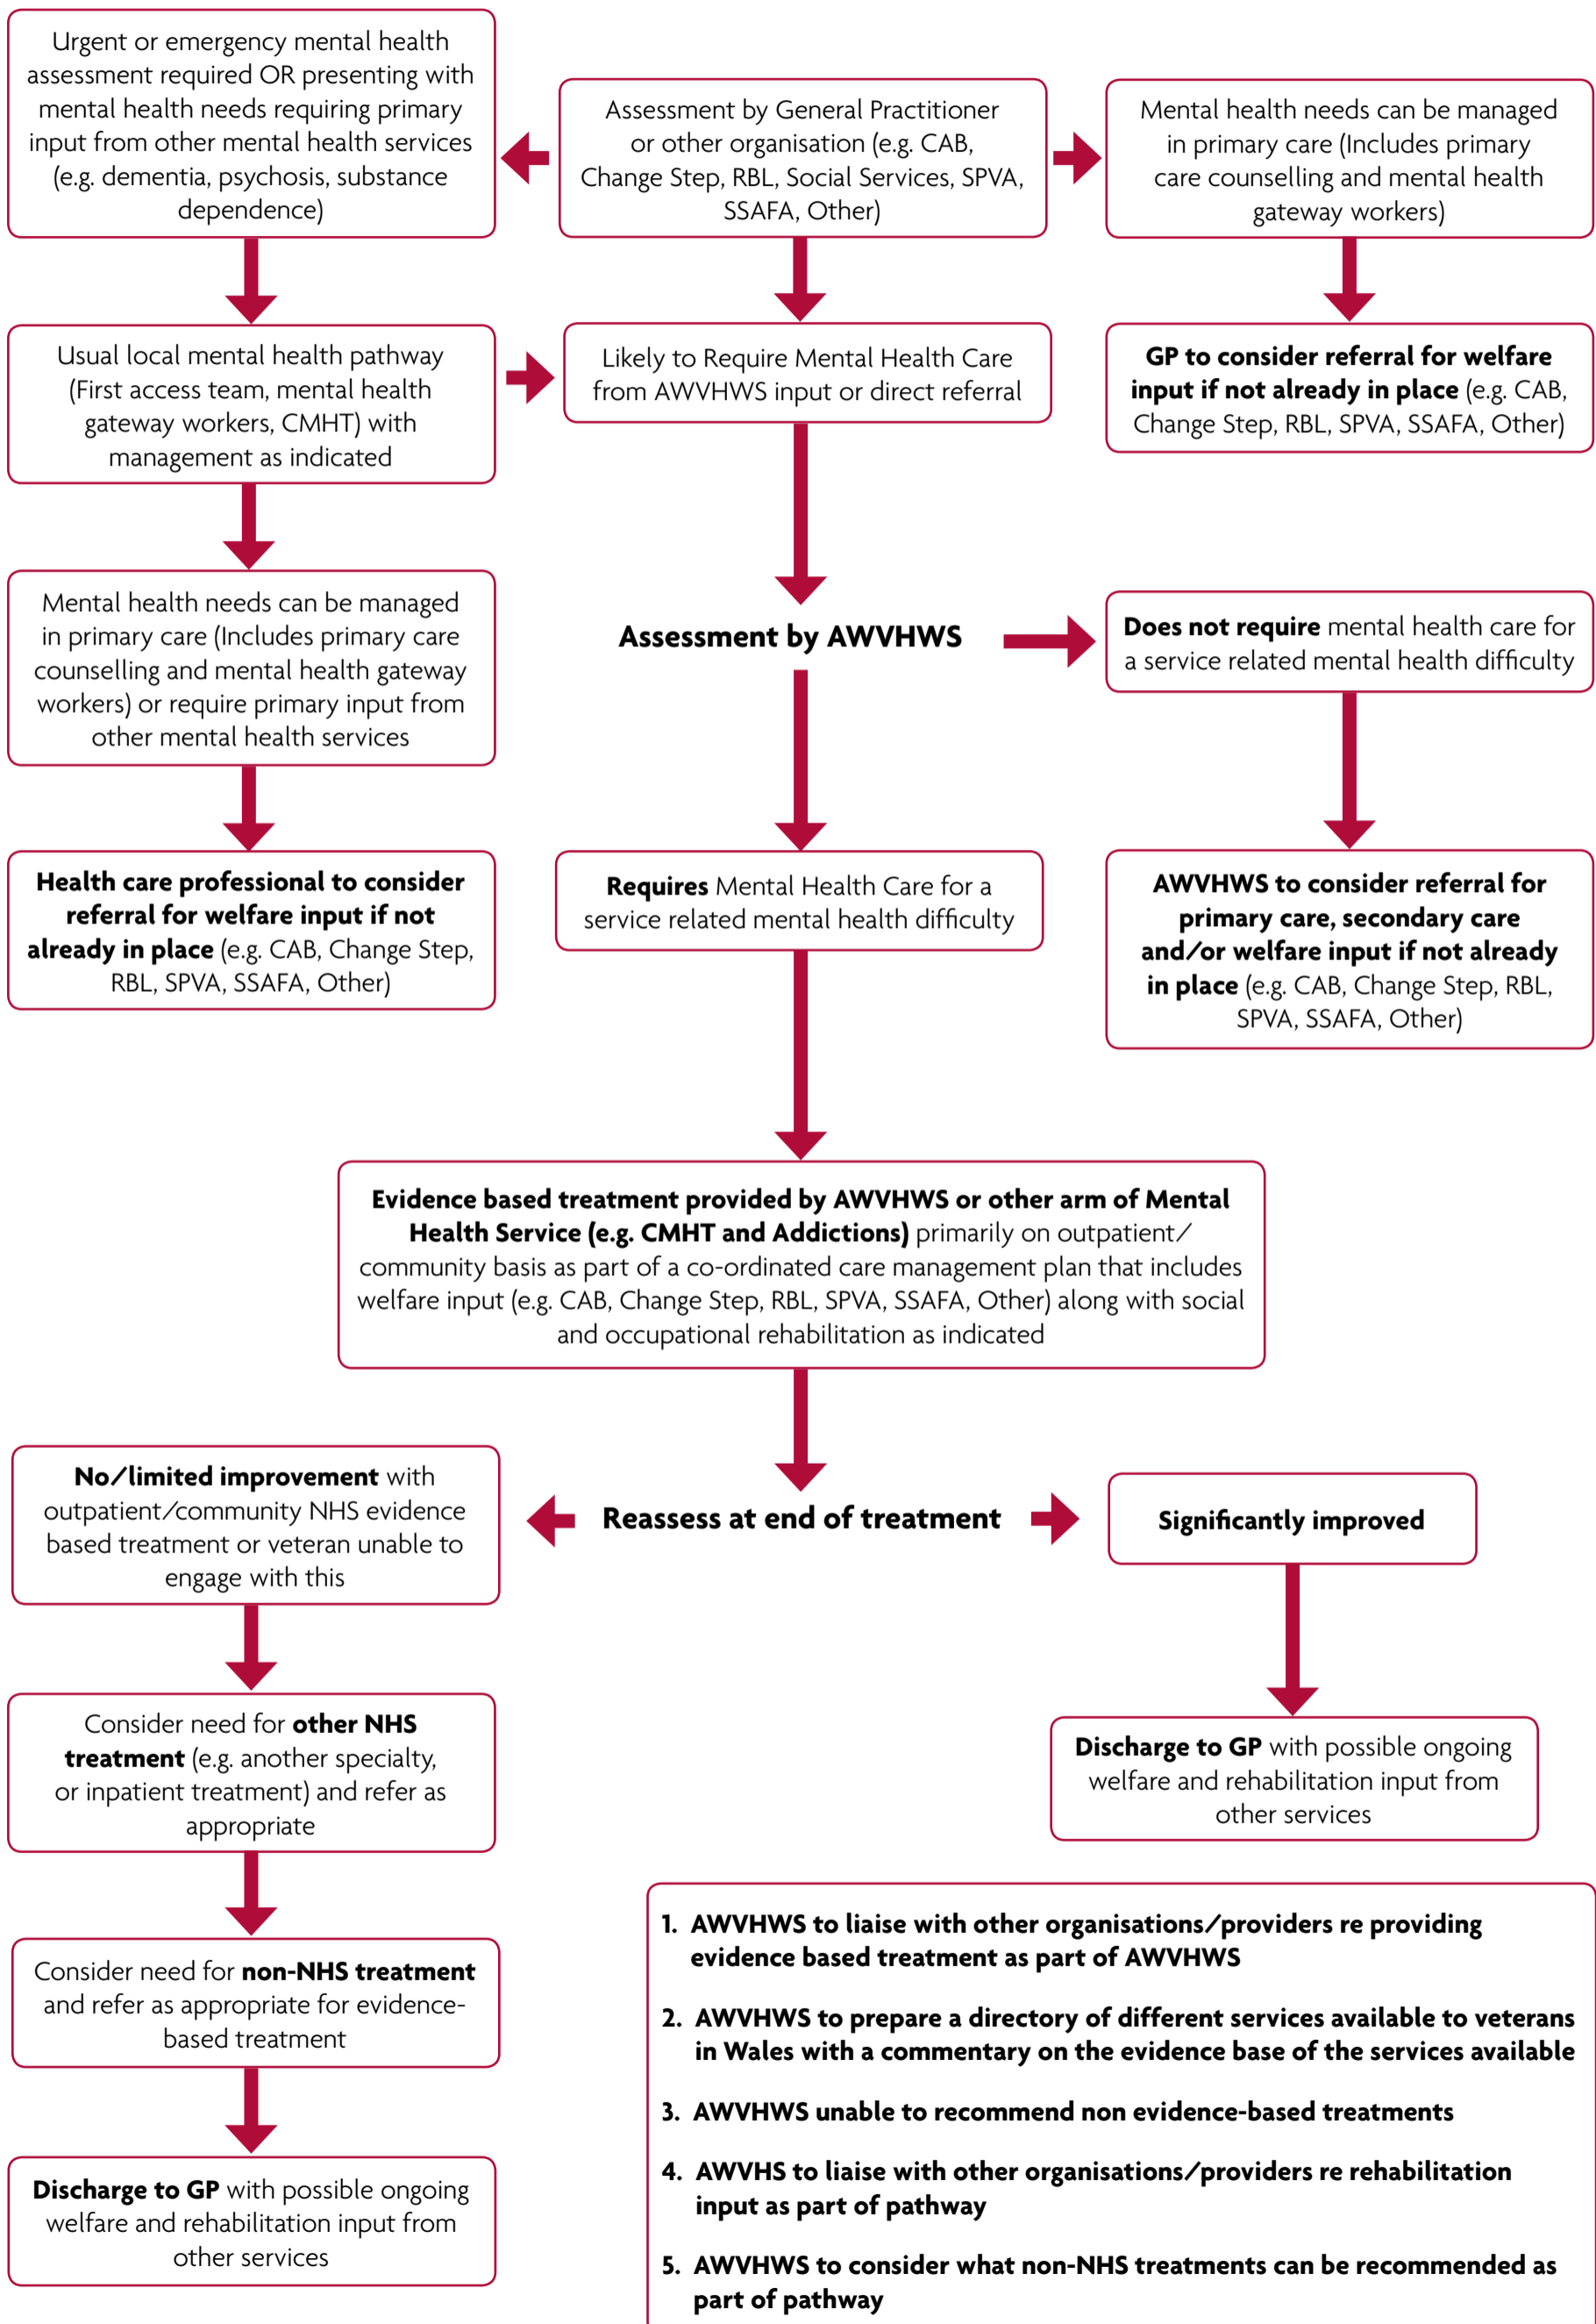 Urgent or emergency mental health
assessment required OR presenting with
mental health needs requiring primary
input from other mental health services
(e.g. dementia, psychosis, substance
dependence)
Assessment by General Practitioner
or other organisation (e.g. CAB,
Change Step, RBL, Social Services, SPVA,
SSAFA, Other)
Mental health needs can be managed
in primary care (Includes primary
care counselling and mental health
gateway workers)
Usual local mental health pathway
(First access team, mental health
gateway workers, CMHT) with
management as indicated
Likely to Require Mental Health Care
from AWVHWS input or direct referral
GP to consider referral for welfare
input if not already in place (e.g. CAB,
Change Step, RBL, SPVA, SSAFA, Other)
Mental health needs can be managed
in primary care (Includes primary care
counselling and mental health gateway
workers) or require primary input from
other mental health services
Assessment by AWVHWS
Does not require mental health care for
a service related mental health difficulty
Health care professional to consider
referral for welfare input if not
already in place (e.g. CAB, Change Step,
RBL, SPVA, SSAFA, Other)
Requires Mental Health Care for a
service related mental health difficulty
AWVHWS to consider referral for
primary care, secondary care
and/or welfare input if not already
in place (e.g. CAB, Change Step, RBL,
SPVA, SSAFA, Other)
Evidence based treatment provided by AWVHWS or other arm of Mental
Health Service (e.g. CMHT and Addictions) primarily on outpatient/
community basis as part of a co-ordinated care management plan that includes
welfare input (e.g. CAB, Change Step, RBL, SPVA, SSAFA, Other) along with social
and occupational rehabilitation as indicated
No/limited improvement with
outpatient/community NHS evidence
based treatment or veteran unable to
engage with this
Reassess at end of treatment
Significantly improved
Consider need for other NHS
treatment (e.g. another specialty,
or inpatient treatment) and refer as
appropriate
Discharge to GP with possible ongoing
welfare and rehabilitation input from
other services
Consider need for non-NHS treatment
and refer as appropriate for evidence-
based treatment
Discharge to GP with possible ongoing
welfare and rehabilitation input from
other services
1. AWVHWS to liaise with other organisations/providers re providing
evidence based treatment as part of AWVHWS
2. AWVHWS to prepare a directory of different services available to veterans
in Wales with a commentary on the evidence base of the services available
3. AWVHWS unable to recommend non evidence-based treatments
4. AWVHS to liaise with other organisations/providers re rehabilitation
input as part of pathway
5. AWVHWS to consider what non-NHS treatments can be recommended as
part of pathway